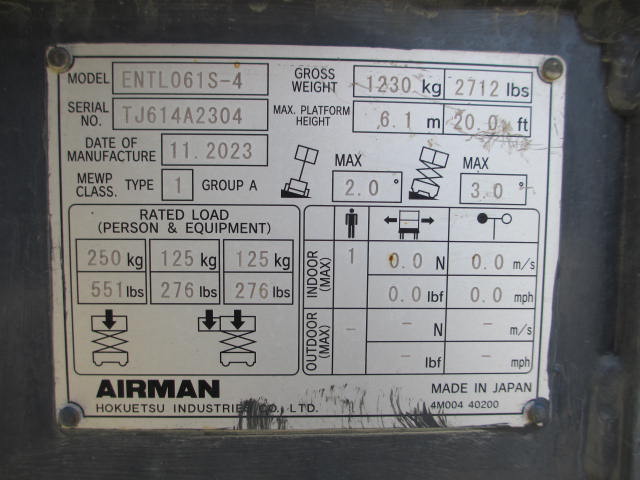 MODEL ENTL061S-4 GROSS WEIGHT 1230 kg 2712 lbs
SERIAL NO. TJ614A2304 MAX. PLATFORM HEIGHT 6.1 m 20.0 ft
DATE OF MANUFACTURE 11.2023
MEWP CLASS. TYPE 1 GROUP A MAX 2.0 ° MAX 3.0 °
RATED LOAD
(PERSON & EQUIPMENT)
250 kg 125 kg 125 kg
551 lbs 276 lbs 276 lbs
INDOOR (MAX) 1 0.0 N 0.0 m/s
0.0 lbf 0.0 mph
OUTDOOR (MAX) – – N – m/s
– lbf – mph
AIRMAN
HOKUETSU INDUSTRIES CO., LTD.
MADE IN JAPAN
4M004 40200